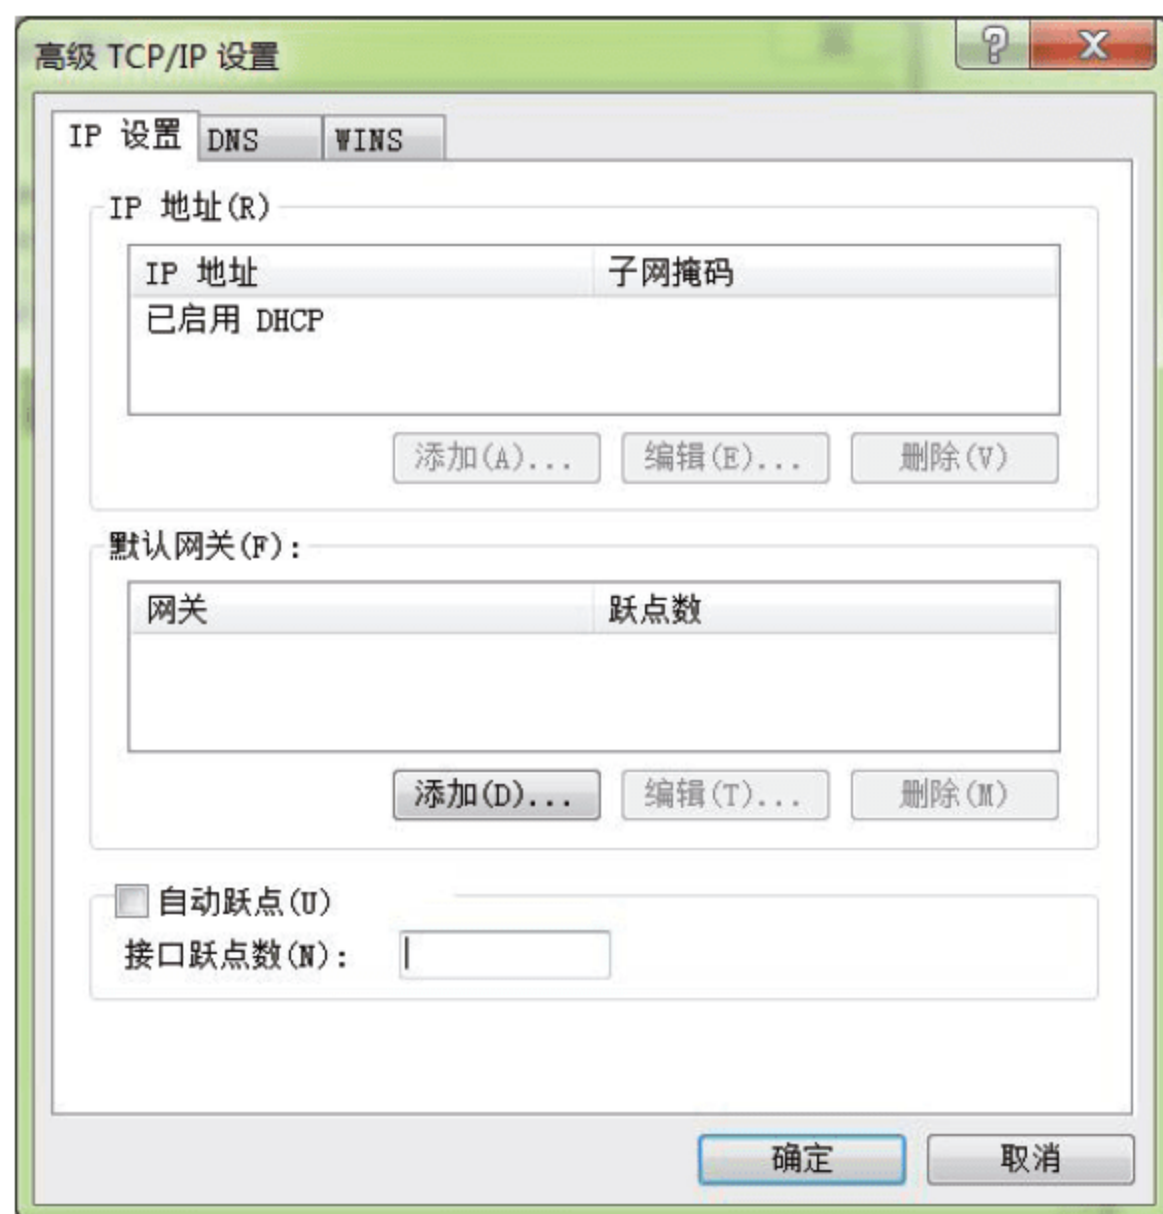 高级 TCP/IP 设置
IP 设置 DNS WINS
IP 地址(R)
IP 地址 子网掩码
已启用 DHCP
添加(A)... 编辑(E)... 删除(V)
默认网关(F):
网关 跃点数
添加(D)... 编辑(T)... 删除(M)
自动跃点(U)
接口跃点数(N):
确定 取消